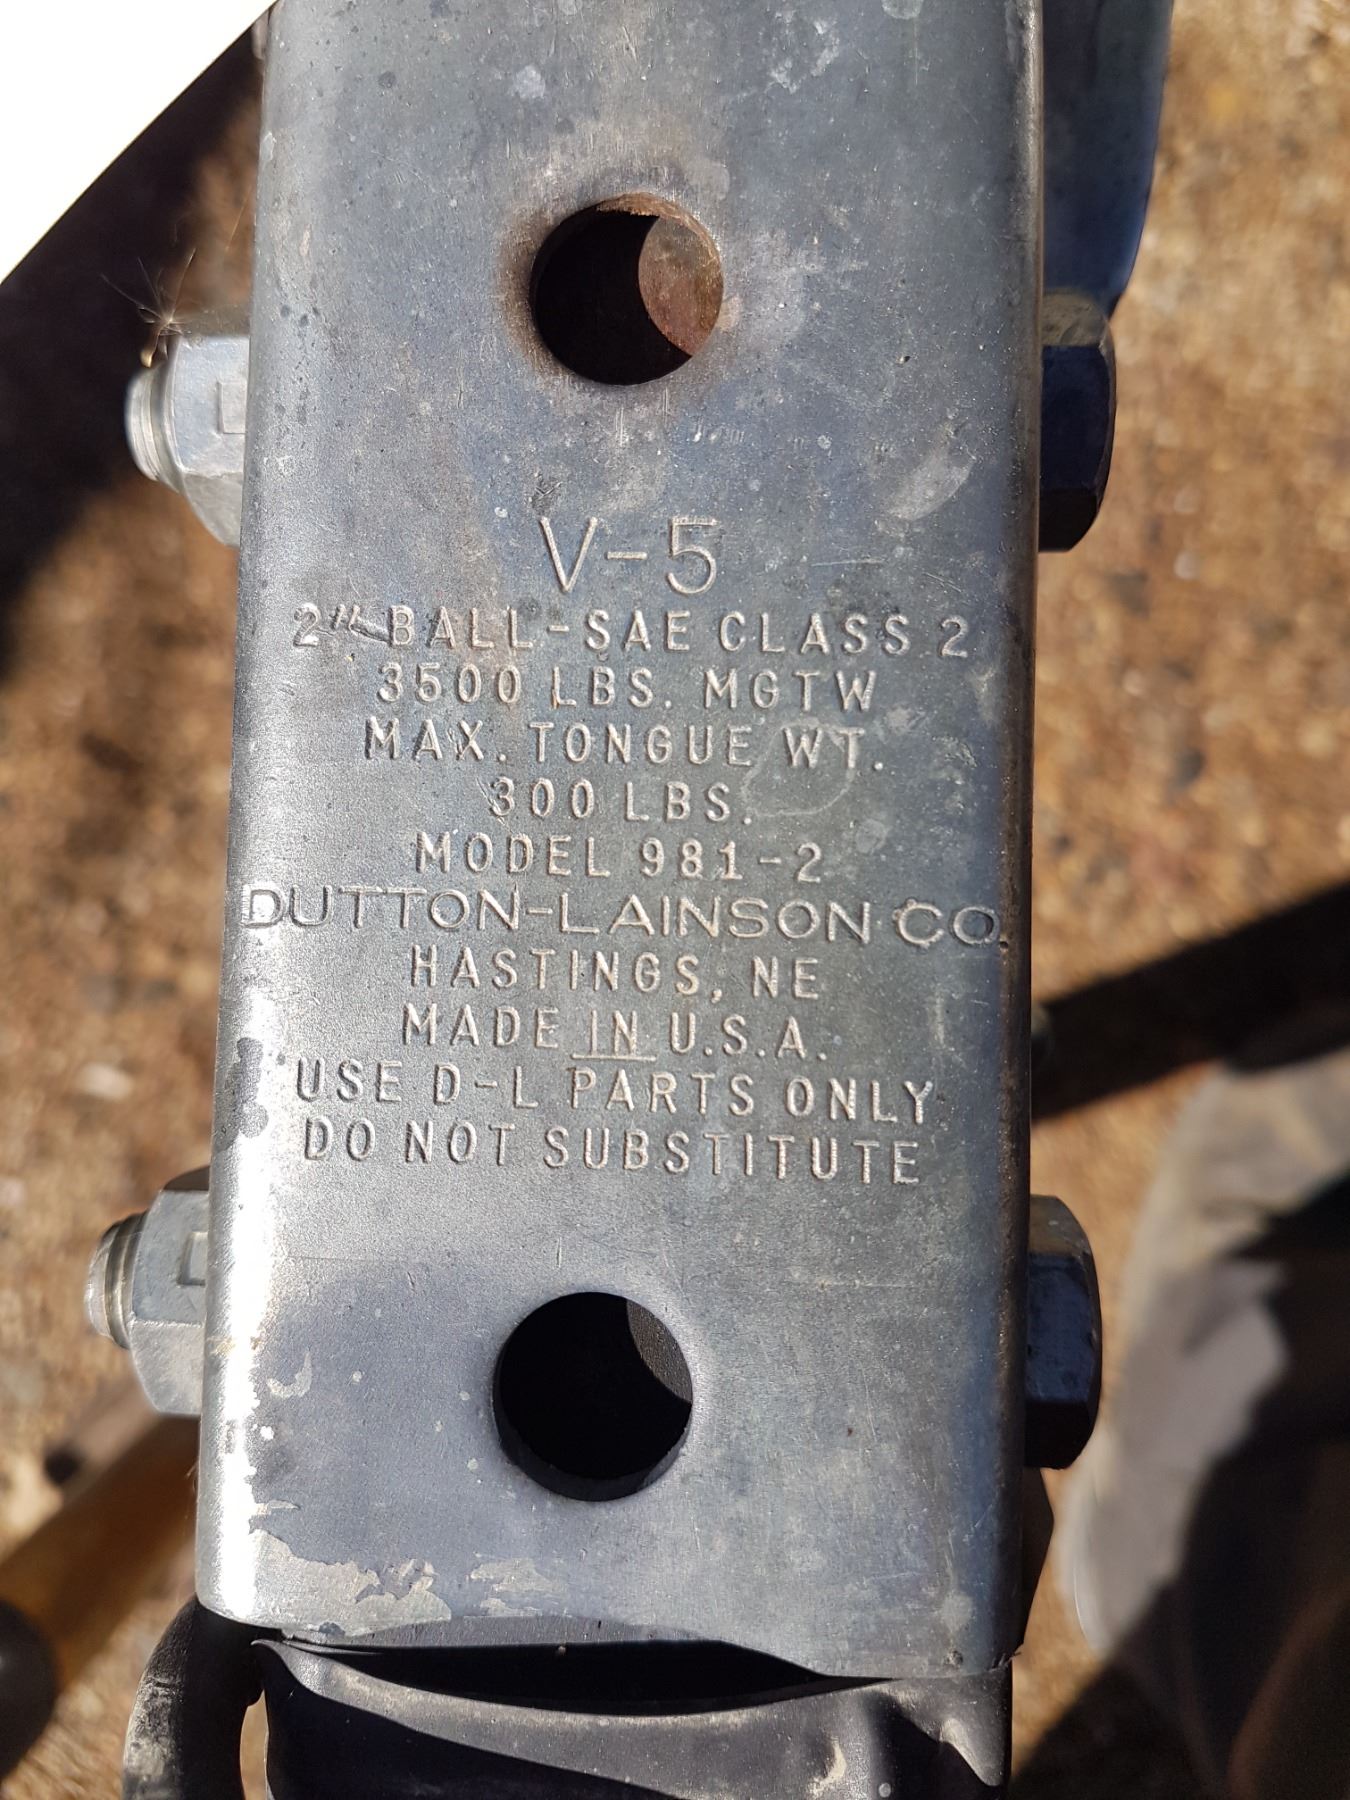 V-5
2" BALL-SAE CLASS 2
3500 LBS. MGTW
MAX. TONGUE WT.
300 LBS.
MODEL 981-2
DUTTON-LAINSON CO.
HASTINGS, NE
MADE IN U.S.A.
USE D-L PARTS ONLY
DO NOT SUBSTITUTE